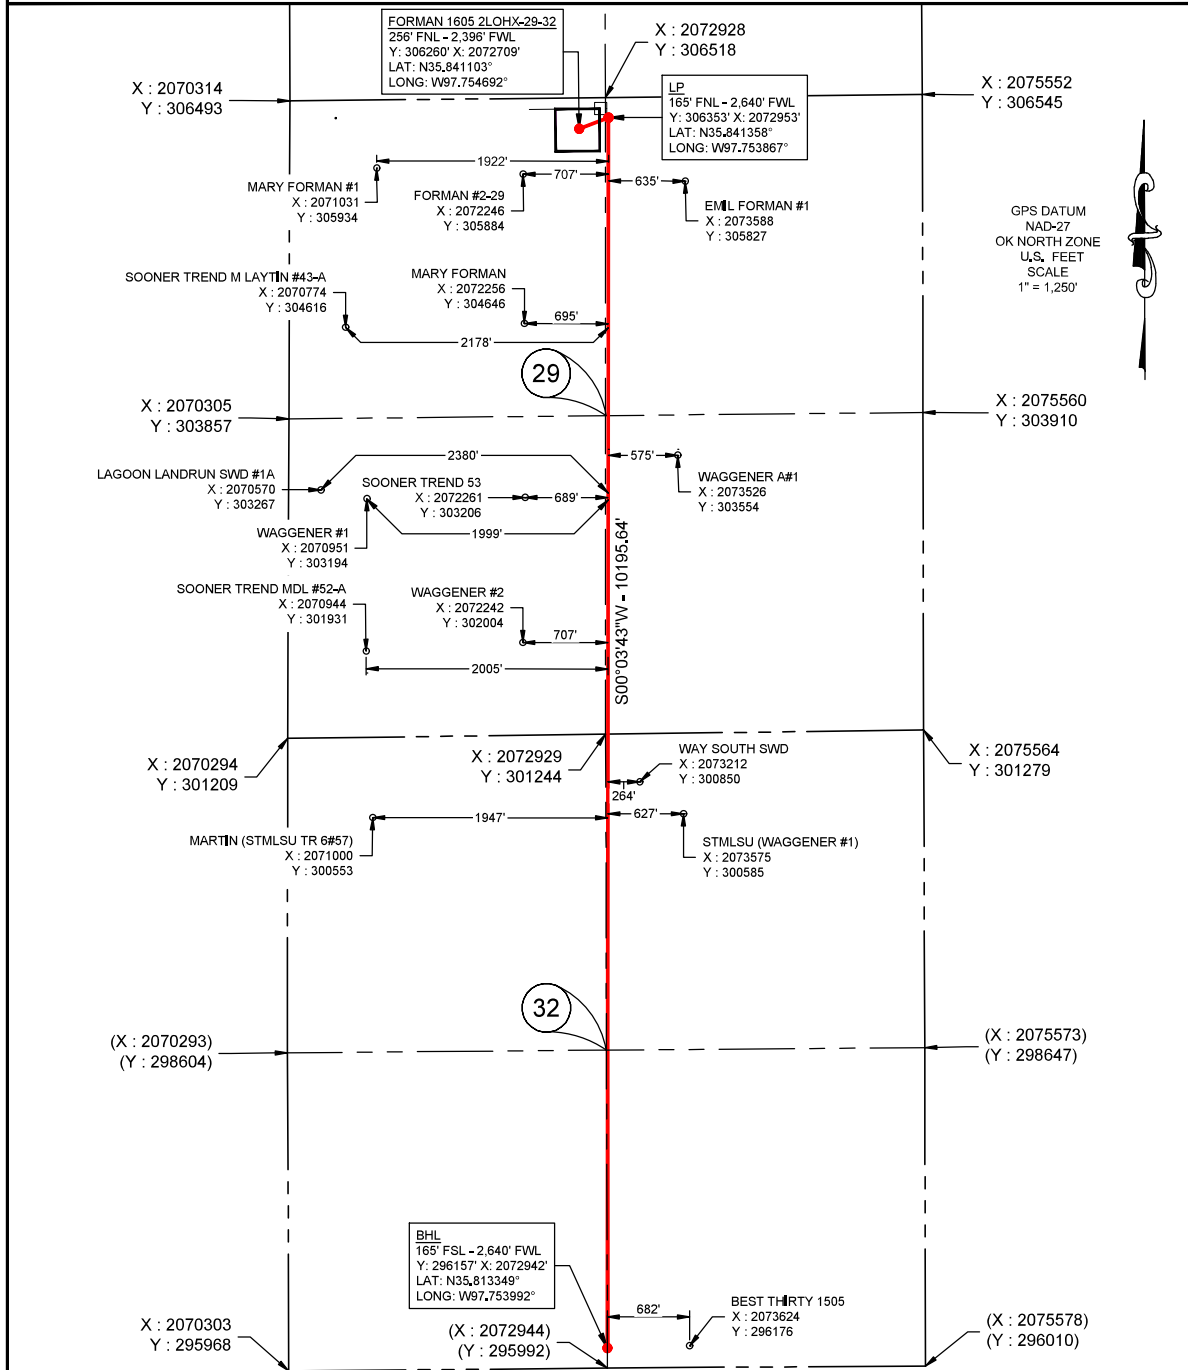 FORMAN 1605 2LOHX-29-32
256' FNL - 2,396' FWL
Y: 306260' X: 2072709'
LAT: N35.841103°
LONG: W97.754692°
X : 2072928
Y : 306518
X : 2070314
Y : 306493
LP
165' FNL - 2,640' FWL
Y: 306353' X: 2072953'
LAT: N35.841358°
LONG: W97.753867°
X : 2075552
Y : 306545
1922'
707'
635'
MARY FORMAN #1
X : 2071031
Y : 305934
FORMAN #2-29
X : 2072246
Y : 305884
EMIL FORMAN #1
X : 2073588
Y : 305827
GPS DATUM
NAD-27
OK NORTH ZONE
U.S. FEET
SCALE
1" = 1,250'
SOONER TREND M LAYTIN #43-A
X : 2070774
Y : 304616
MARY FORMAN
X : 2072256
Y : 304646
695'
2178'
29
X : 2070305
Y : 303857
X : 2075560
Y : 303910
2380'
575'
LAGOON LANDRUN SWD #1A
X : 2070570
Y : 303267
SOONER TREND 53
X : 2072261
Y : 303206
689'
WAGGENER A#1
X : 2073526
Y : 303554
1999'
WAGGENER #1
X : 2070951
Y : 303194
S00°03'43"W - 10195.64'
SOONER TREND MDL #52-A
X : 2070944
Y : 301931
WAGGENER #2
X : 2072242
Y : 302004
707'
2005'
X : 2070294
Y : 301209
X : 2072929
Y : 301244
WAY SOUTH SWD
X : 2073212
Y : 300850
X : 2075564
Y : 301279
264'
1947'
627'
MARTIN (STMLSU TR 6#57)
X : 2071000
Y : 300553
STMLSU (WAGGENER #1)
X : 2073575
Y : 300585
32
(X : 2070293)
(Y : 298604)
(X : 2075573)
(Y : 298647)
BHL
165' FSL - 2,640' FWL
Y: 296157' X: 2072942'
LAT: N35.813349°
LONG: W97.753992°
682'
BEST THIRTY 1505
X : 2073624
Y : 296176
X : 2070303
Y : 295968
(X : 2072944)
(Y : 295992)
(X : 2075578)
(Y : 296010)